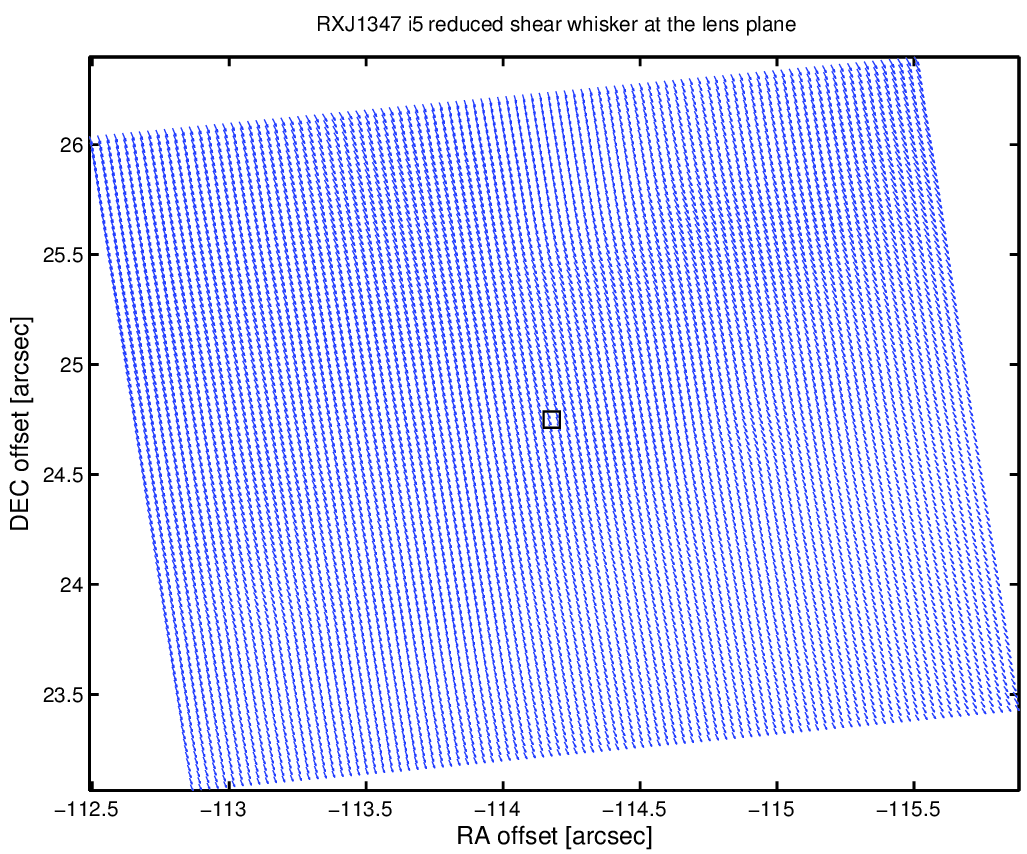 RXJ1347 i5 reduced shear whisker at the lens plane
26
25.5
25
24.5
24
23.5
DEC offset [arcsec]
−112.5 −113 −113.5 −114 −114.5 −115 −115.5
RA offset [arcsec]